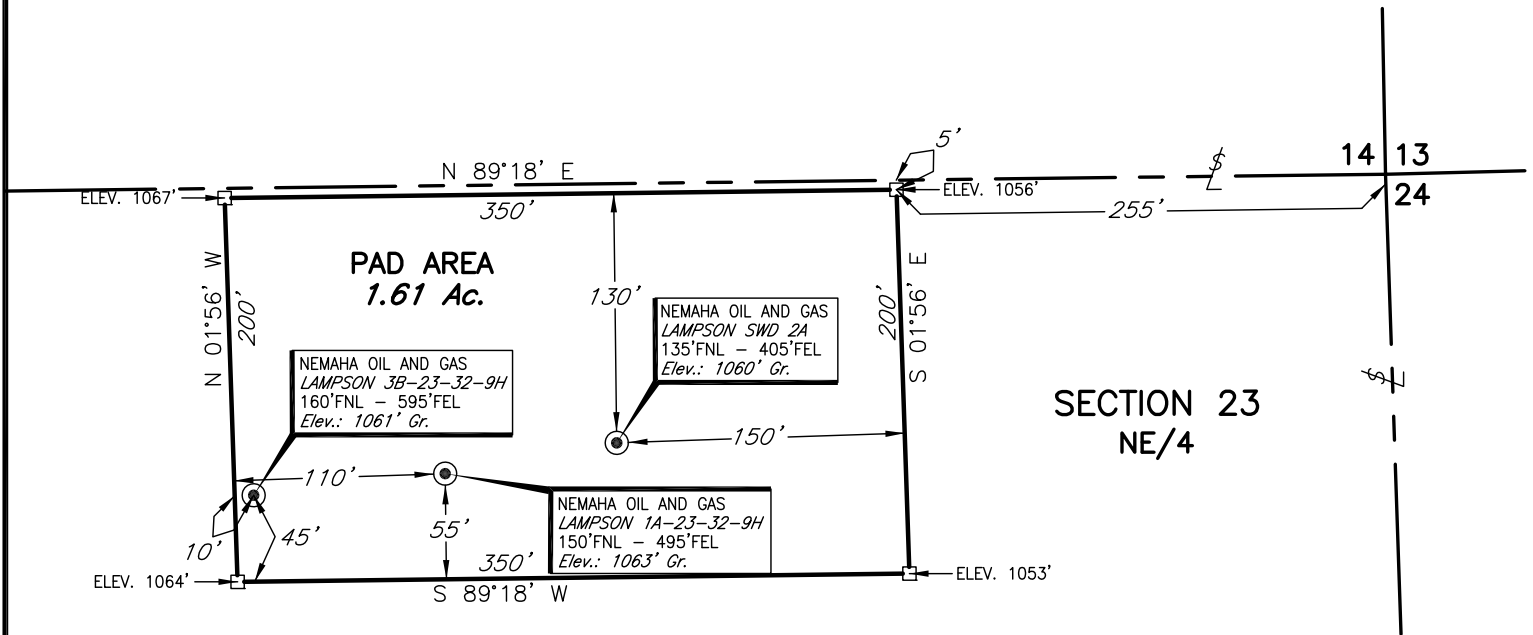 5'
14 13
N 89°18' E
ELEV. 1067'
ELEV. 1056'
24
350'
255'
PAD AREA
1.61 Ac.
N 01°56' W
200'
130'
200'
S 01°56' E
NEMAHA OIL AND GAS
LAMPSON SWD 2A
135'FNL - 405'FEL
Elev.: 1060' Gr.
NEMAHA OIL AND GAS
LAMPSON 3B-23-32-9H
160'FNL - 595'FEL
Elev.: 1061' Gr.
SECTION 23
NE/4
150'
110'
NEMAHA OIL AND GAS
LAMPSON 1A-23-32-9H
150'FNL - 495'FEL
Elev.: 1063' Gr.
55'
45'
10'
350'
ELEV. 1064'
ELEV. 1053'
S 89°18' W